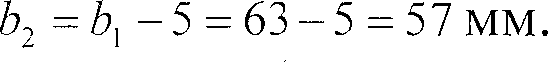 b₂ = b₁ − 5 = 63 − 5 = 57 мм.